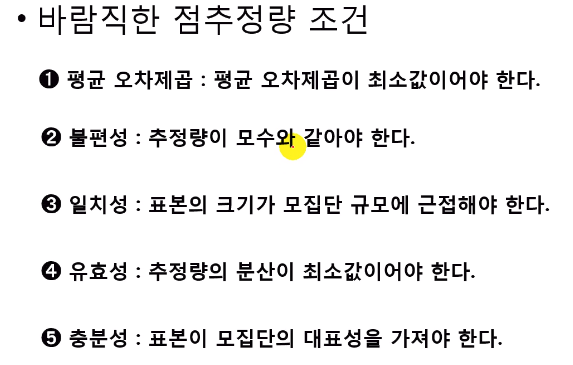 • 바람직한 점추정량 조건
❶ 평균 오차제곱 : 평균 오차제곱이 최소값이어야 한다.
❷ 불편성 : 추정량이 모수와 같아야 한다.
❸ 일치성 : 표본의 크기가 모집단 규모에 근접해야 한다.
❹ 유효성 : 추정량의 분산이 최소값이어야 한다.
❺ 충분성 : 표본이 모집단의 대표성을 가져야 한다.